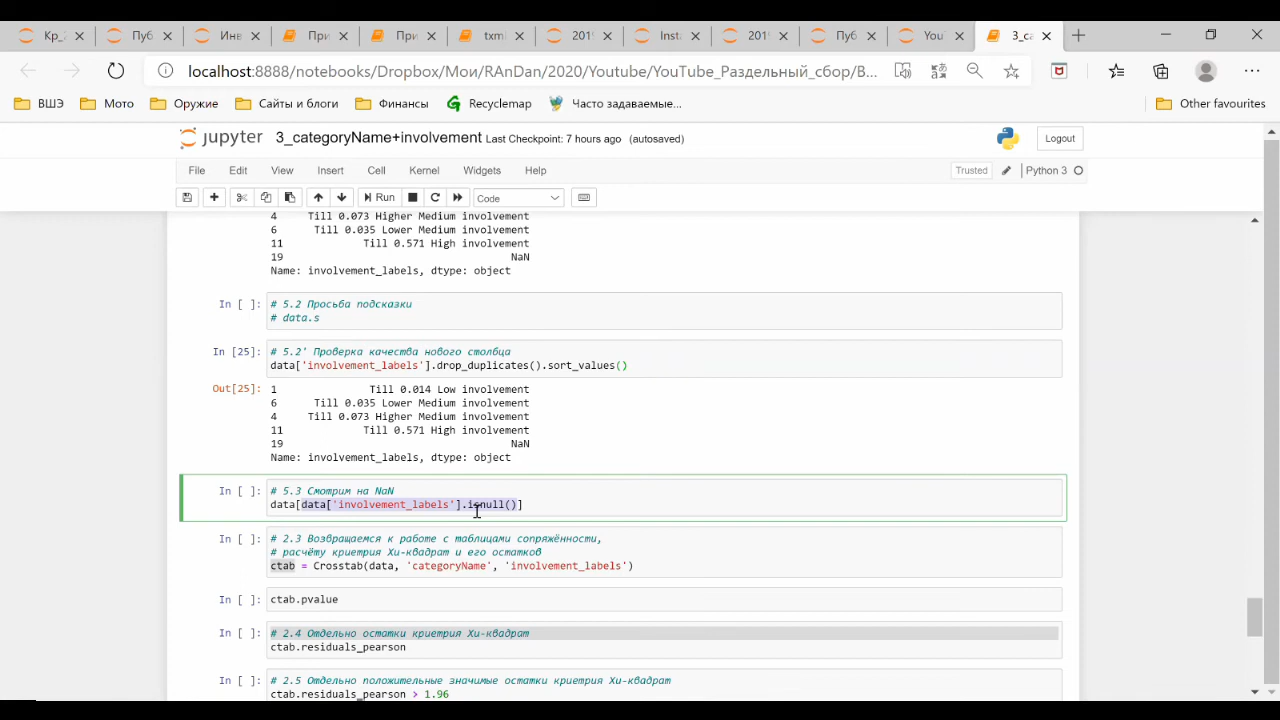 Кр_
Пуб
Инв
При
При
txml
201
Inst
201
Пуб
You
3_ca
localhost:8888/notebooks/Dropbox/Мои/RAnDan/2020/Youtube/YouTube_Раздельный_сбор/В...
ВШЭ
Мото
Оружие
Сайты и блоги
Финансы
Recyclemap
Часто задаваемые...
Other favourites
jupyter 3_categoryName+involvement Last Checkpoint: 7 hours ago (autosaved)
Logout
File Edit View Insert Cell Kernel Widgets Help
Trusted Python 3
Run Code
4 Till 0.073 Higher Medium involvement
6 Till 0.035 Lower Medium involvement
11 Till 0.571 High involvement
19 NaN
Name: involvement_labels, dtype: object
In [ ]: # 5.2 Просьба подсказки
# data.s
In [25]: # 5.2' Проверка качества нового столбца
data['involvement_labels'].drop_duplicates().sort_values()
Out[25]: 1 Till 0.014 Low involvement
6 Till 0.035 Lower Medium involvement
4 Till 0.073 Higher Medium involvement
11 Till 0.571 High involvement
19 NaN
Name: involvement_labels, dtype: object
In [ ]: # 5.3 Смотрим на NaN
data[data['involvement_labels'].isnull()]
In [ ]: # 2.3 Возвращаемся к работе с таблицами сопряжённости,
# расчёту криетрия Хи-квадрат и его остатков
ctab = Crosstab(data, 'categoryName', 'involvement_labels')
In [ ]: ctab.pvalue
In [ ]: # 2.4 Отдельно остатки криетрия Хи-квадрат
ctab.residuals_pearson
In [ ]: # 2.5 Отдельно положительные значимые остатки криетрия Хи-квадрат
ctab.residuals_pearson > 1.96